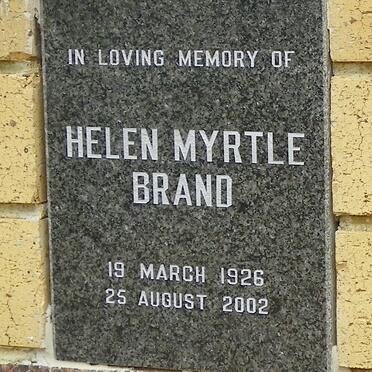 IN LOVING MEMORY OF
HELEN MYRTLE
BRAND
19 MARCH 1926
25 AUGUST 2002